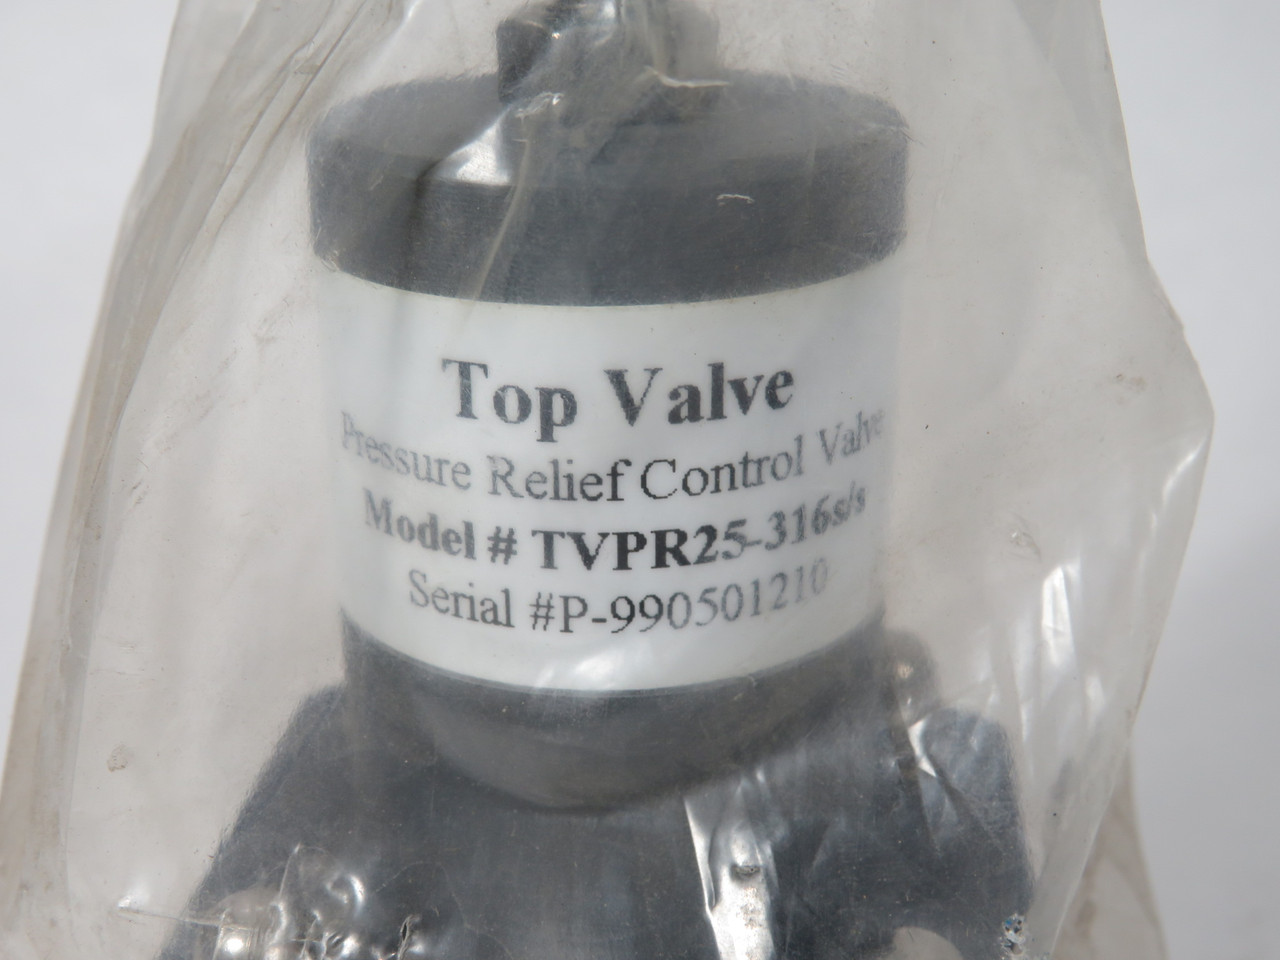 Top Valve
Pressure Relief Control Valve
Model # TVPR25-316s/s
Serial #P-990501210